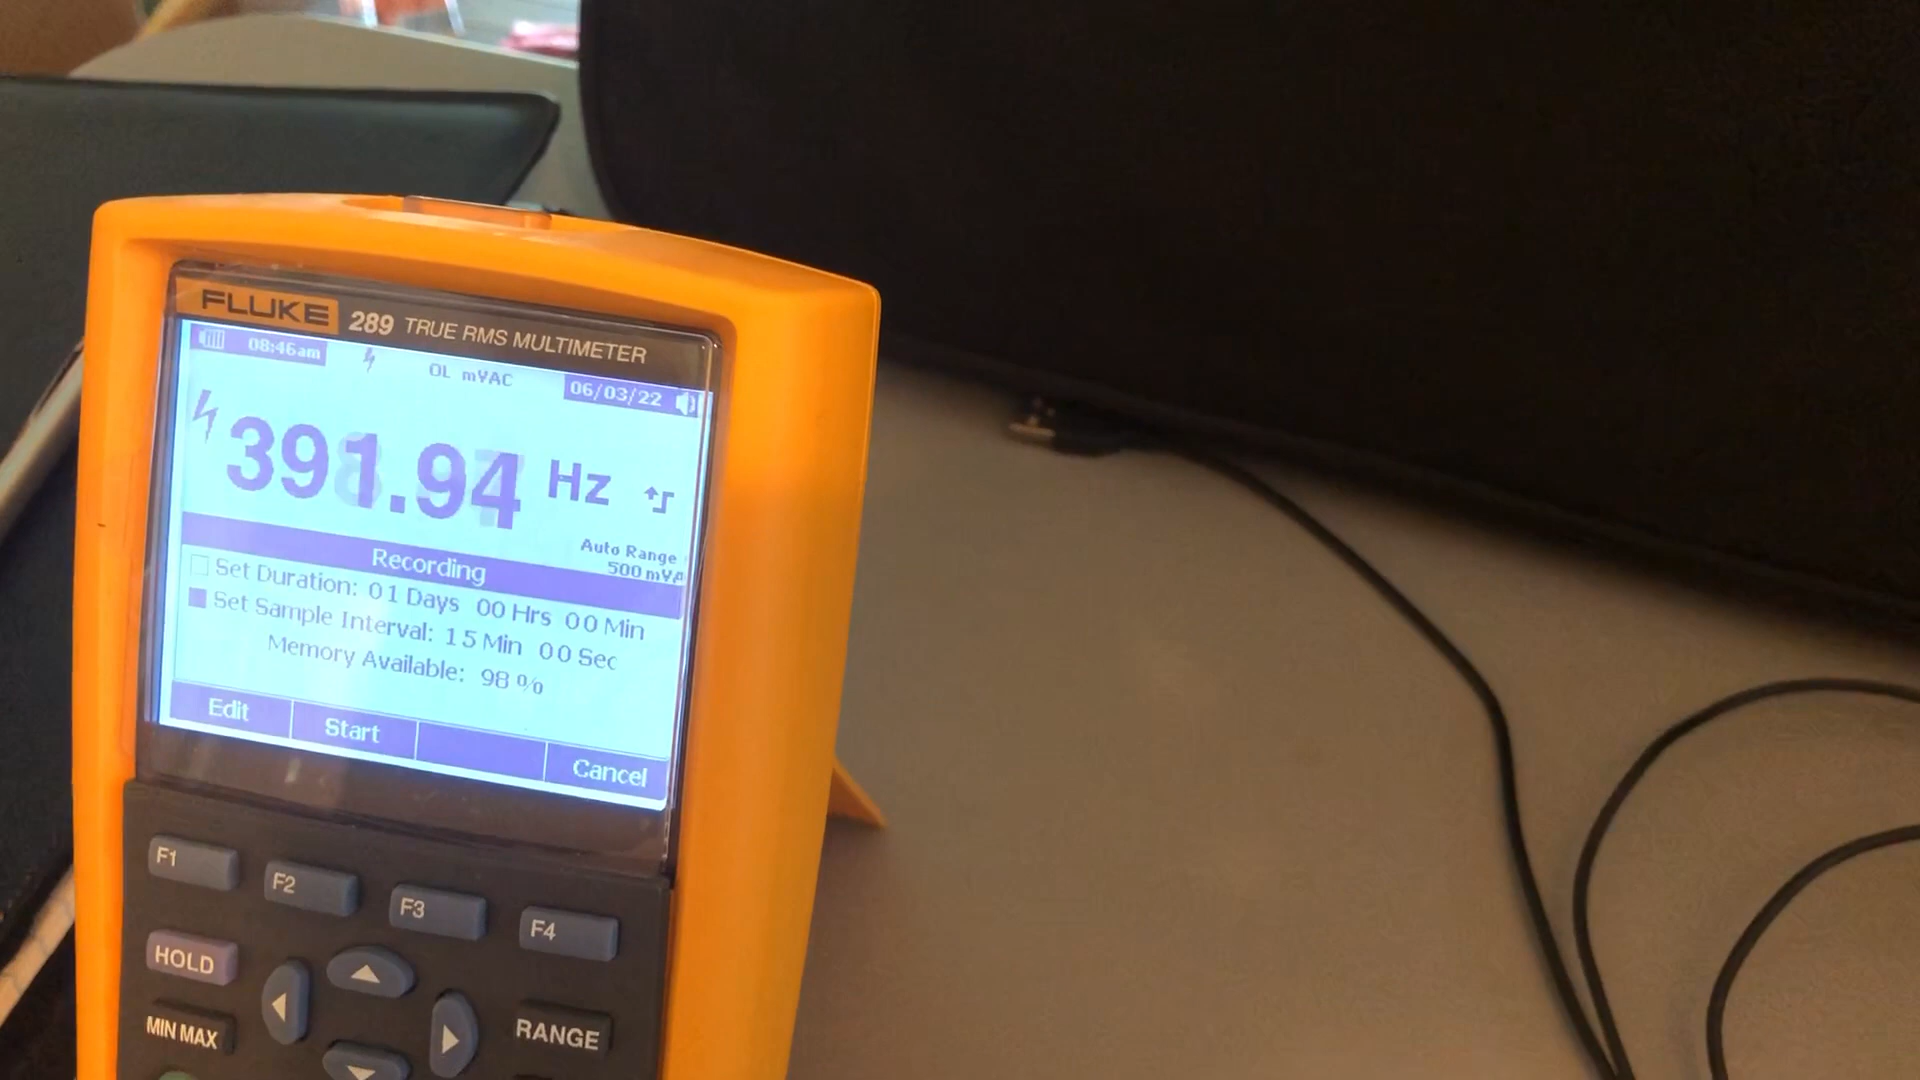 FLUKE 289 TRUE RMS MULTIMETER
08:46am
OL mVAC
06/03/22
391.94 Hz
Auto Range
500 mVA
Recording
Set Duration: 01 Days 00 Hrs 00 Min
Set Sample Interval: 15 Min 00 Sec
Memory Available: 98 %
Edit Start Cancel
F1 F2 F3 F4
HOLD
MIN MAX
RANGE